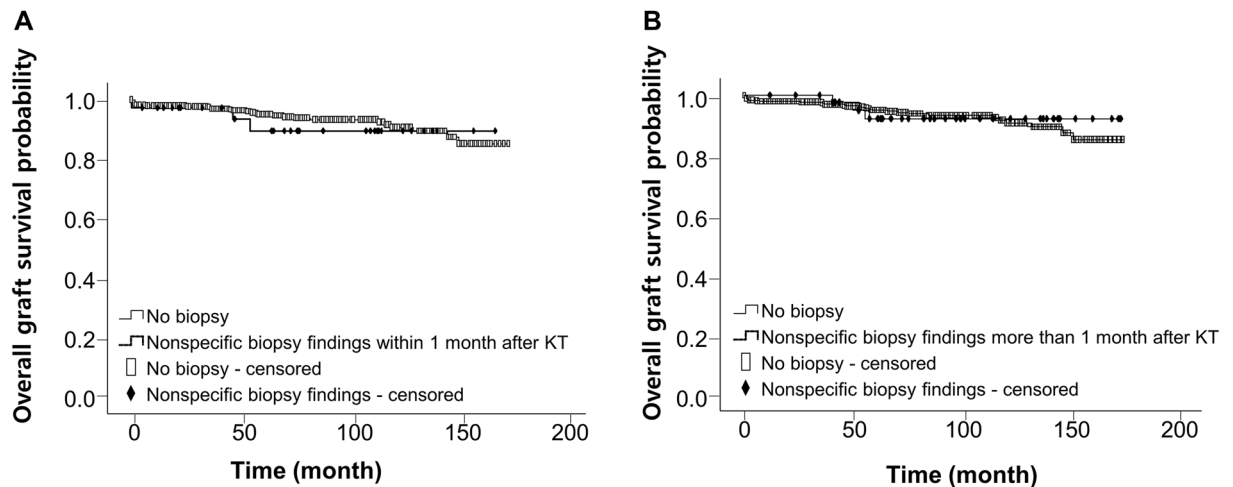 A
Overall graft survival probability
1.0
0.8
0.6
0.4
0.2
0.0
No biopsy
Nonspecific biopsy findings within 1 month after KT
No biopsy - censored
Nonspecific biopsy findings - censored
0 50 100 150 200
Time (month)
B
Overall graft survival probability
1.0
0.8
0.6
0.4
0.2
0.0
No biopsy
Nonspecific biopsy findings more than 1 month after KT
No biopsy - censored
Nonspecific biopsy findings - censored
0 50 100 150 200
Time (month)